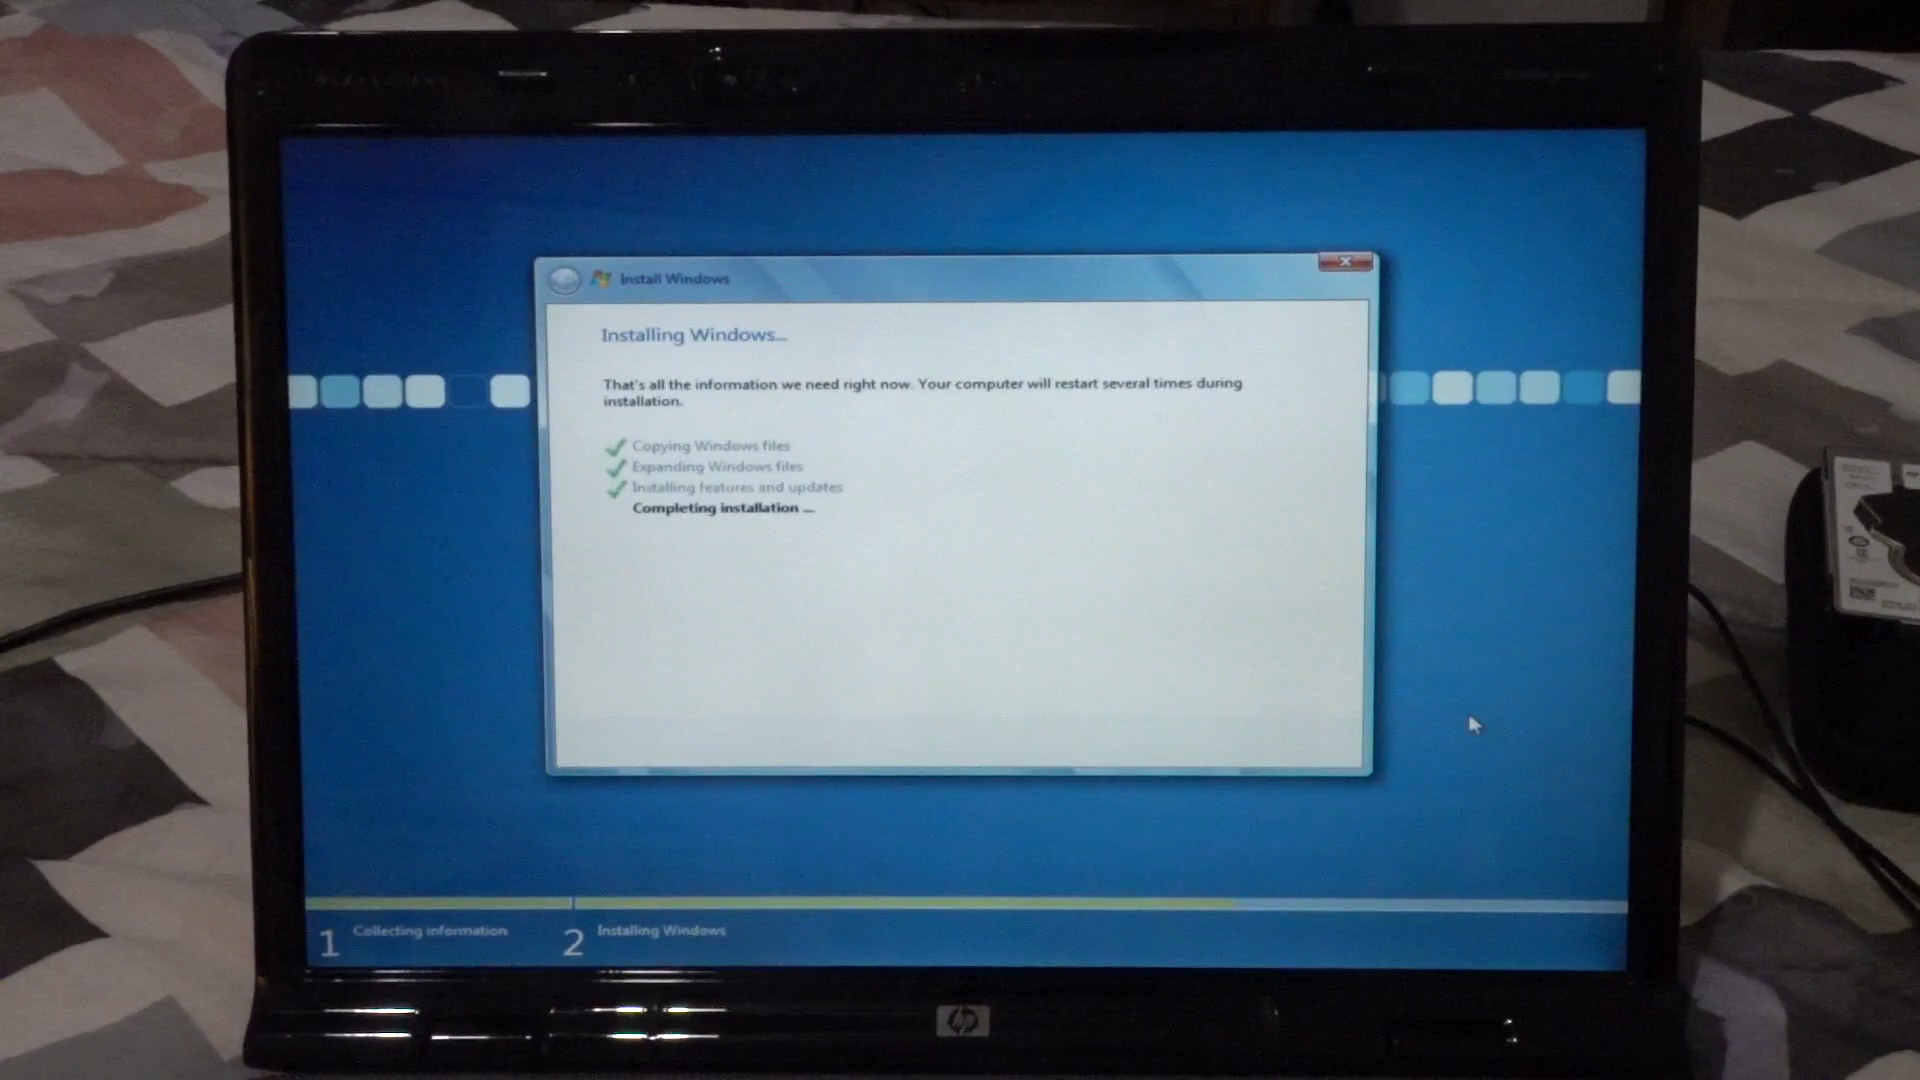 Widescreen
Install Windows
Installing Windows...
That's all the information we need right now. Your computer will restart several times during
installation.
Copying Windows files
Expanding Windows files
Installing features and updates
Completing installation ...
1 Collecting information
2 Installing Windows
hp